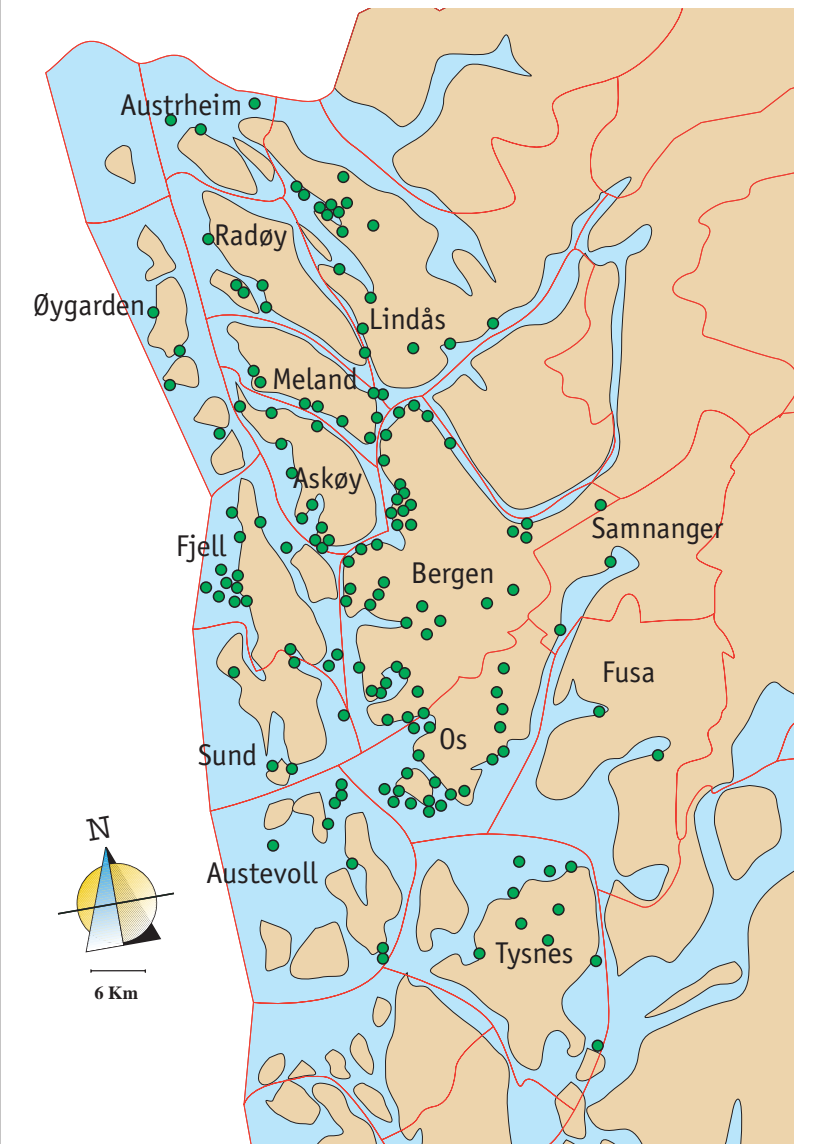 Austrheim
Radøy
Øygarden
Lindås
Meland
Askøy
Samnanger
Fjell
Bergen
Fusa
Os
Sund
N
Austevoll
Tysnes
6 Km